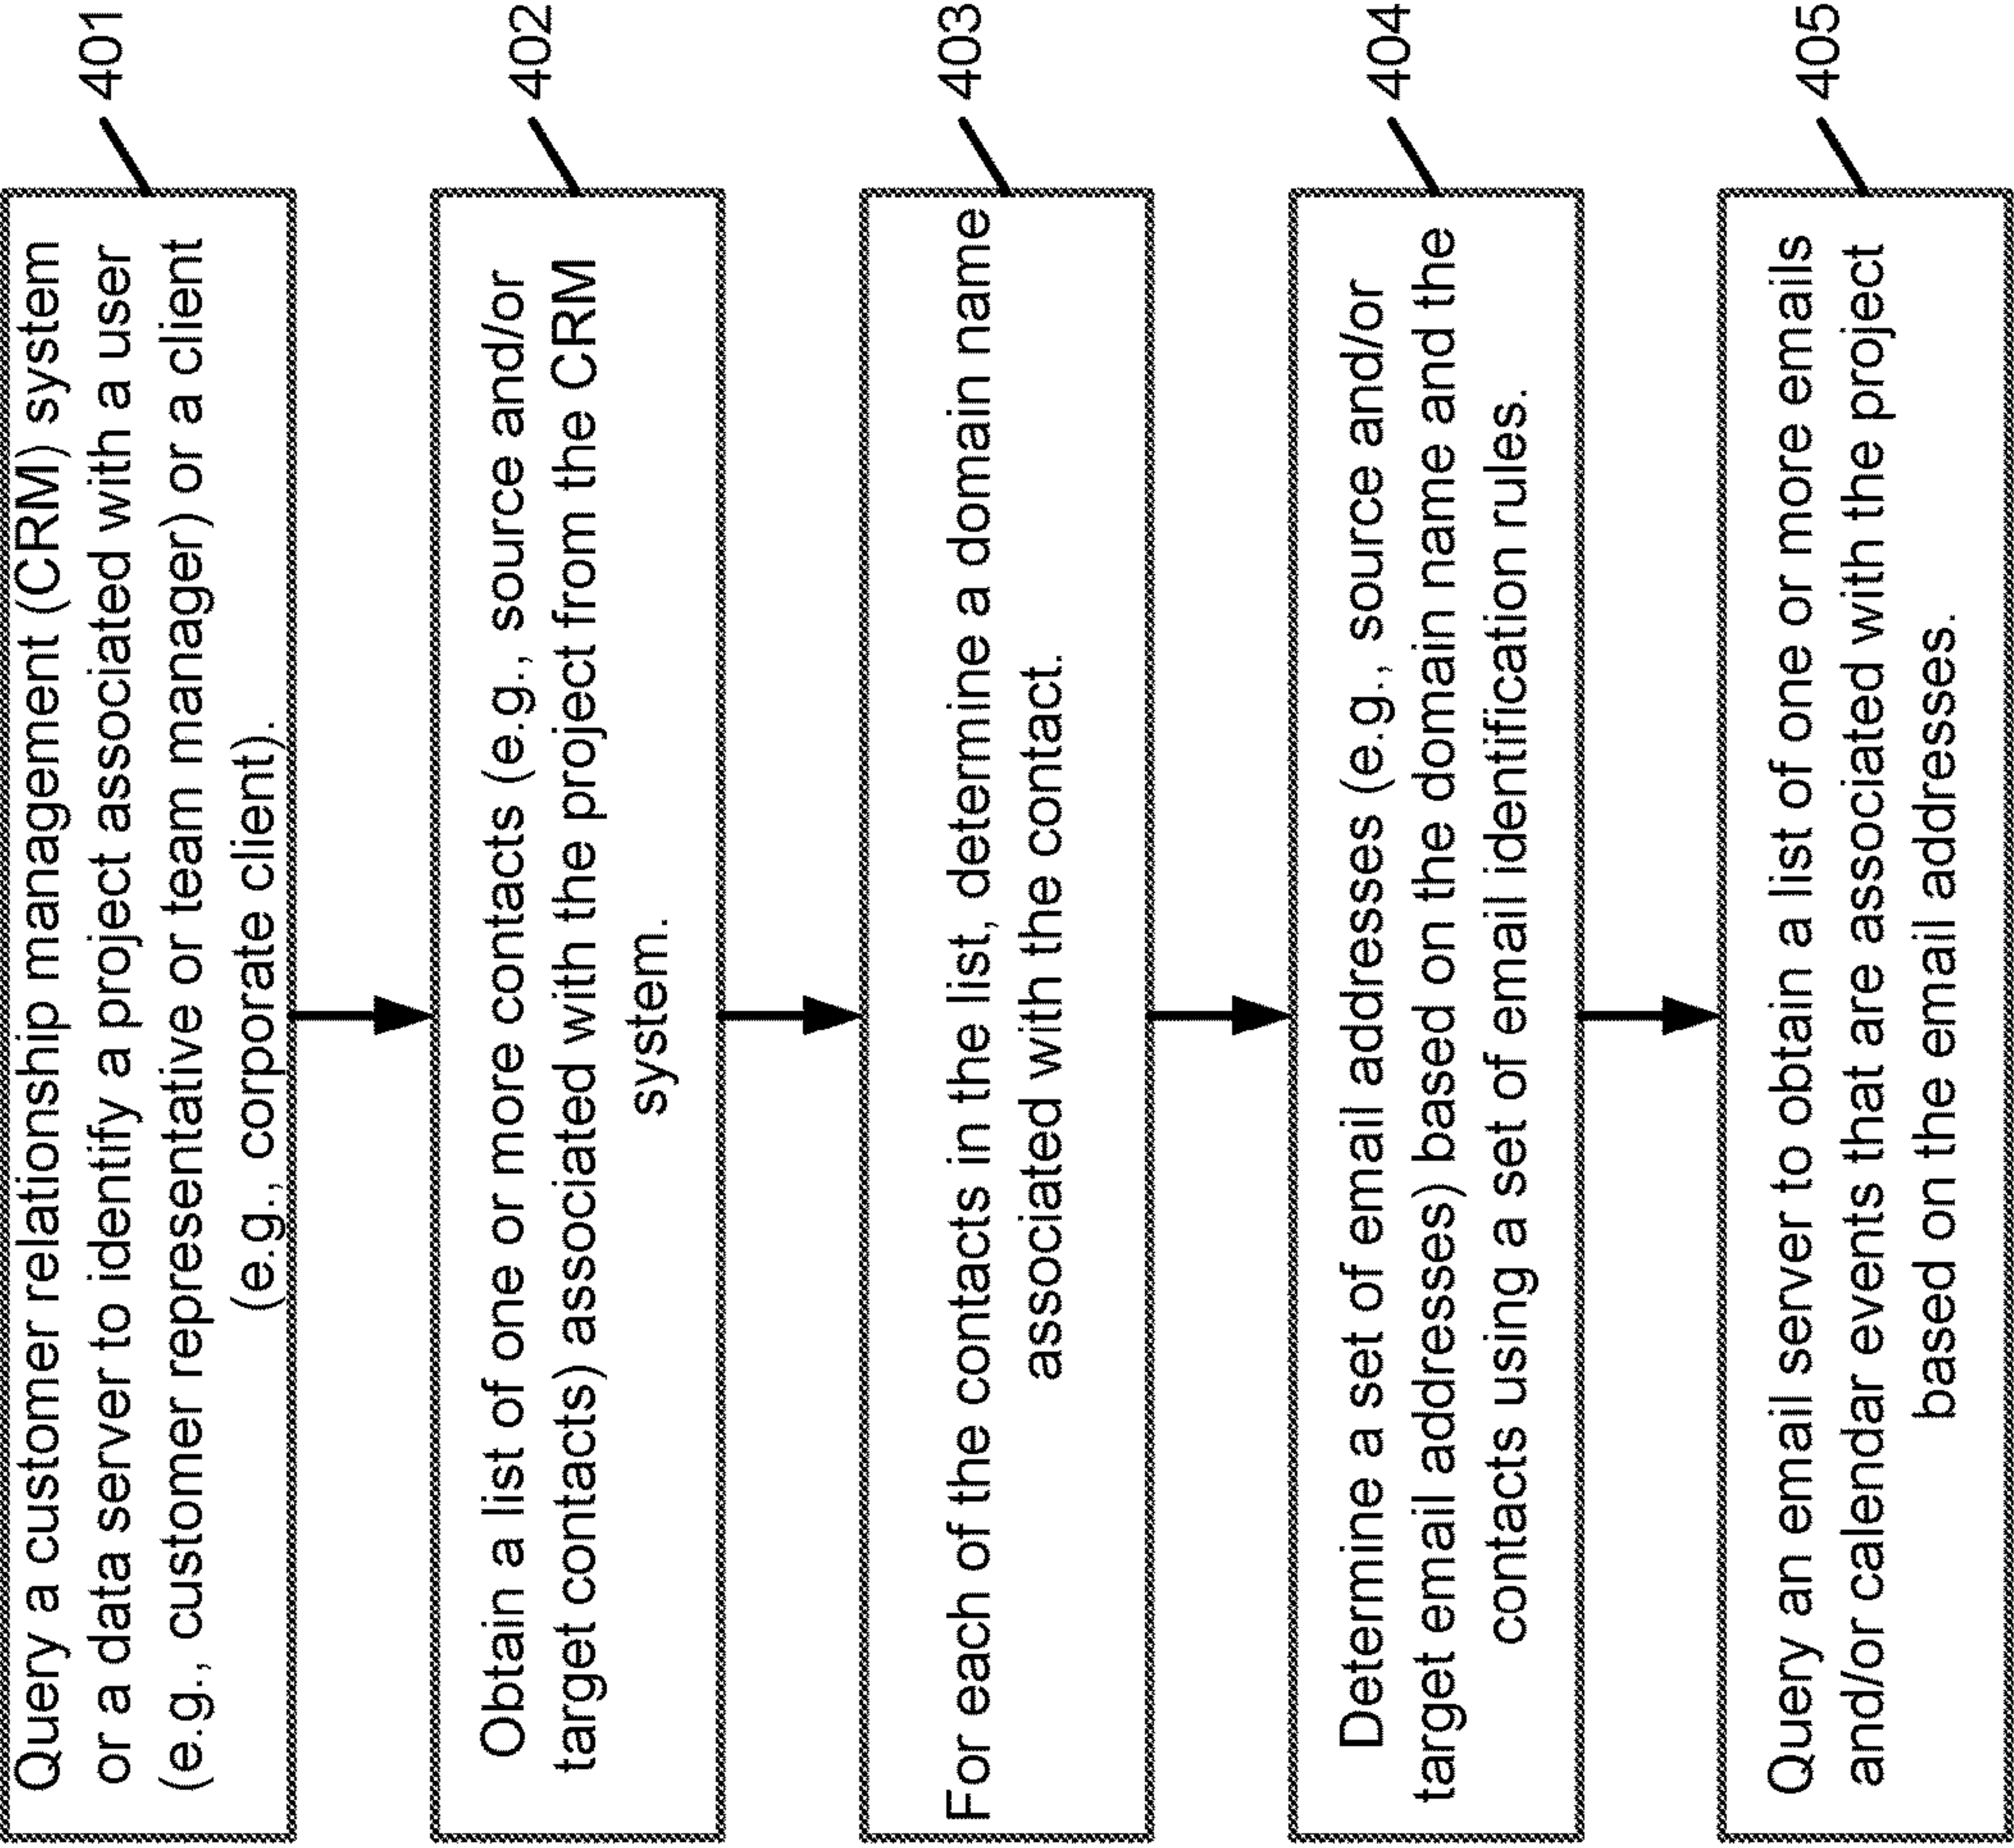 401
Query a customer relationship management (CRM) system
or a data server to identify a project associated with a user
(e.g., customer representative or team manager) or a client
(e.g., corporate client).
402
Obtain a list of one or more contacts (e.g., source and/or
target contacts) associated with the project from the CRM
system.
403
For each of the contacts in the list, determine a domain name
associated with the contact.
404
Determine a set of email addresses (e.g., source and/or
target email addresses) based on the domain name and the
contacts using a set of email identification rules.
405
Query an email server to obtain a list of one or more emails
and/or calendar events that are associated with the project
based on the email addresses.